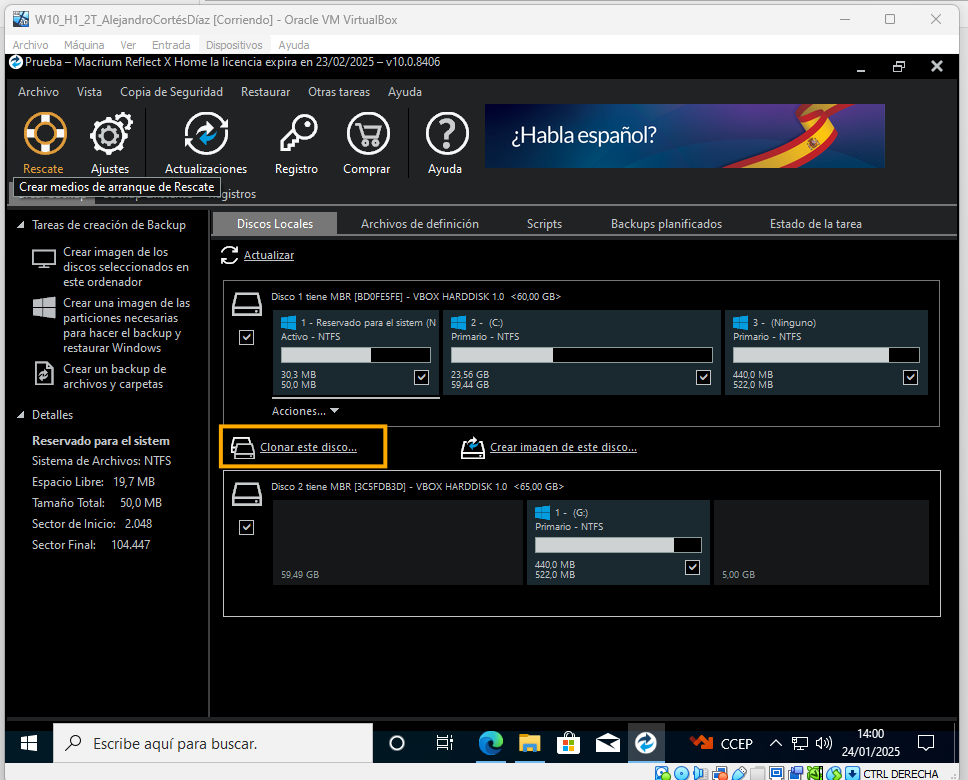 W10_H1_2T_AlejandroCortésDíaz [Corriendo] - Oracle VM VirtualBox
Archivo Máquina Ver Entrada Dispositivos Ayuda
Prueba – Macrium Reflect X Home la licencia expira en 23/02/2025 – v10.0.8406
Archivo Vista Copia de Seguridad Restaurar Otras tareas Ayuda
¿Habla español?
Rescate Ajustes Actualizaciones Registro Comprar Ayuda
Crear medios de arranque de Rescate
Registros
Tareas de creación de Backup
Crear imagen de los
discos seleccionados en
este ordenador
Crear una imagen de las
particiones necesarias
para hacer el backup y
restaurar Windows
Crear un backup de
archivos y carpetas
Detalles
Reservado para el sistema
Sistema de Archivos: NTFS
Espacio Libre: 19,7 MB
Tamaño Total: 50,0 MB
Sector de Inicio: 2.048
Sector Final: 104.447
Discos Locales Archivos de definición Scripts Backups planificados Estado de la tarea
Actualizar
Disco 1 tiene MBR [BD0FE5FE] - VBOX HARDDISK 1.0 <60,00 GB>
1 - Reservado para el sistema (N
Activo - NTFS
30,3 MB
50,0 MB
2 - (C:)
Primario - NTFS
23,56 GB
59,44 GB
3 - (Ninguno)
Primario - NTFS
440,0 MB
522,0 MB
Acciones...
Clonar este disco... Crear imagen de este disco...
Disco 2 tiene MBR [3C5FDB3D] - VBOX HARDDISK 1.0 <65,00 GB>
59,49 GB
1 - (G:)
Primario - NTFS
440,0 MB
522,0 MB
5,00 GB
Escribe aquí para buscar.
CCEP
14:00
24/01/2025
CTRL DERECHA